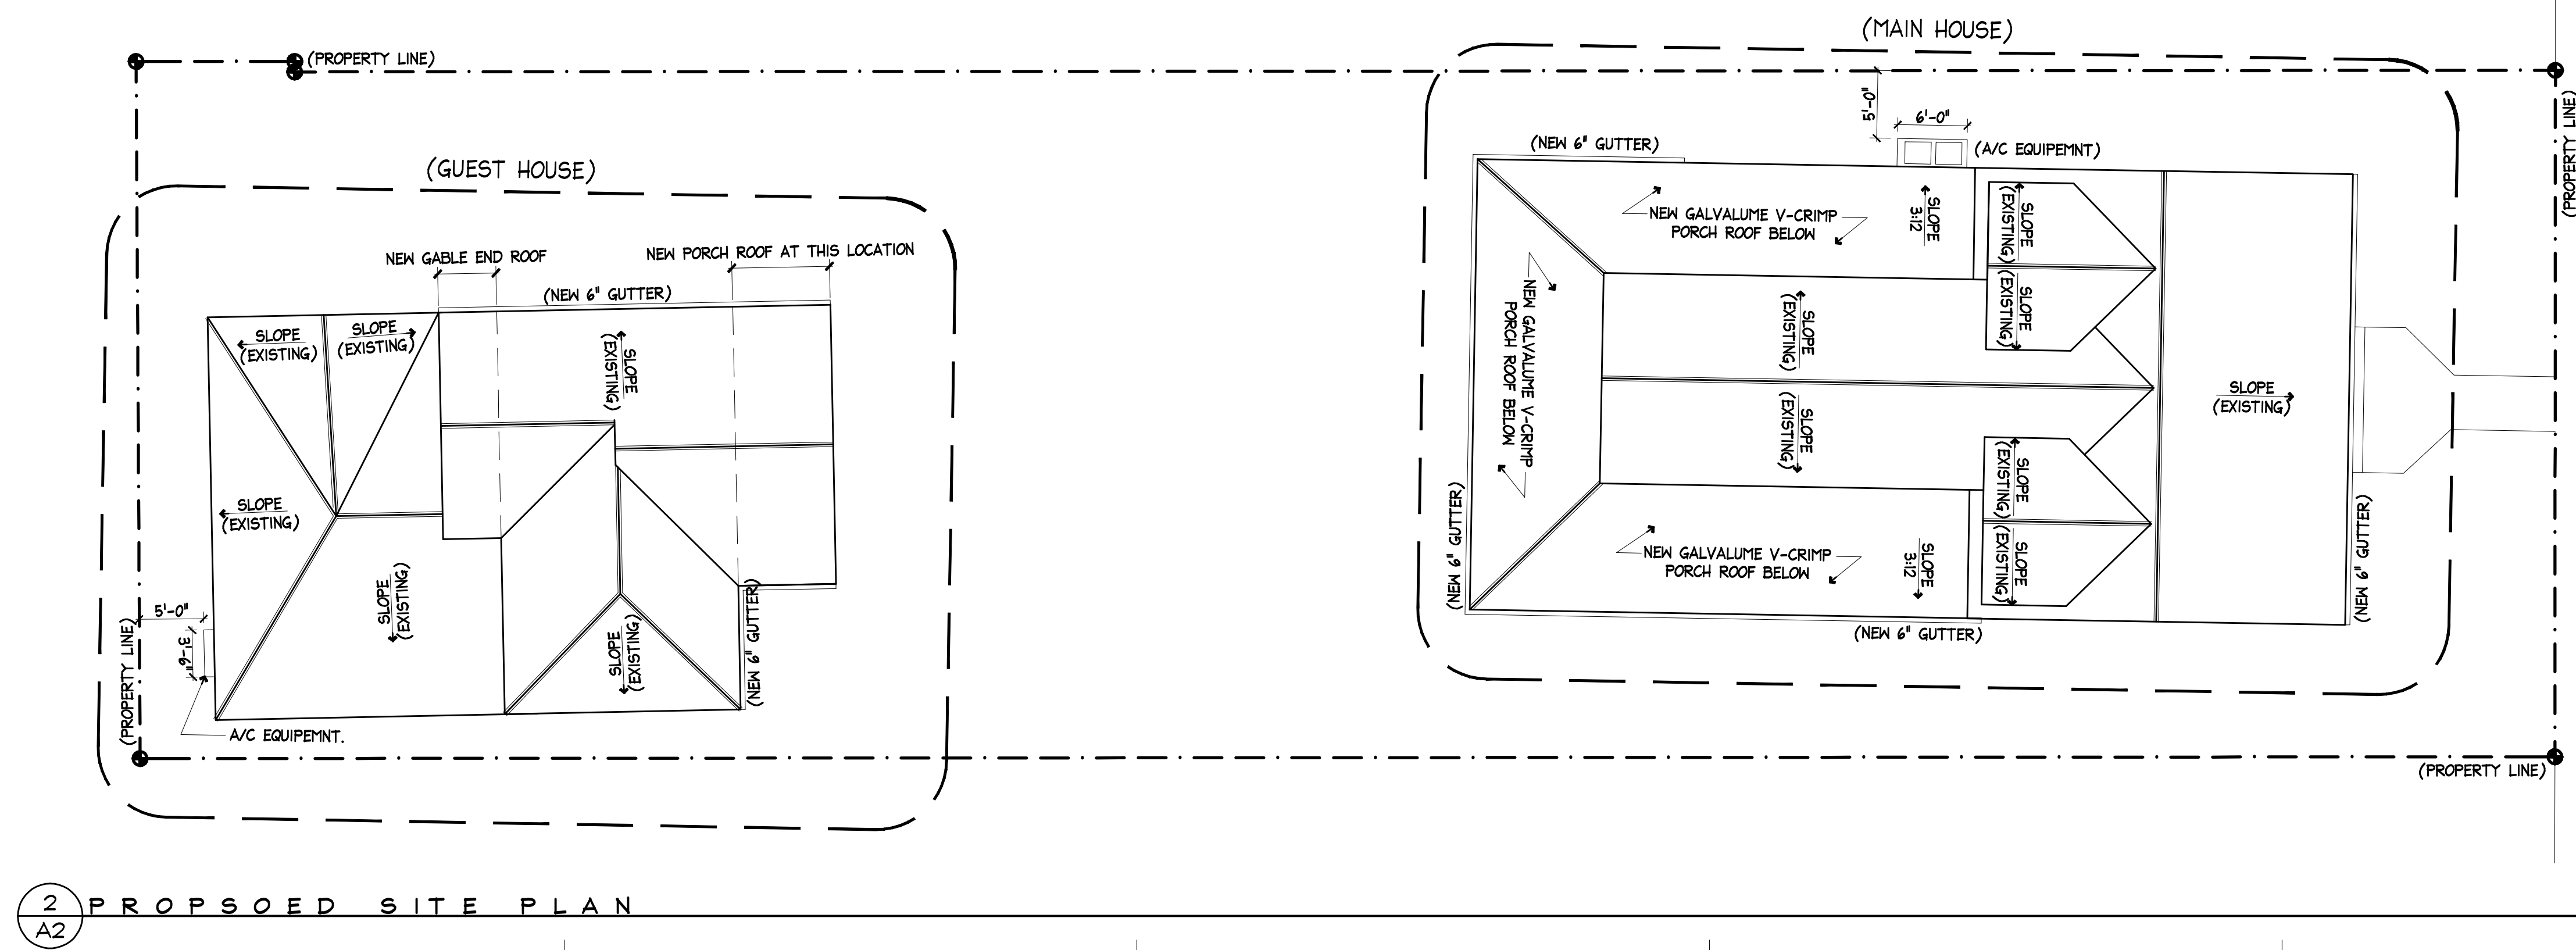 (MAIN HOUSE)
(PROPERTY LINE)
(PROPERTY LINE)
5'-0"
6'-0"
(A/C EQUIPEMNT)
(NEW 6" GUTTER)
(GUEST HOUSE)
NEW GALVALUME V-CRIMP
PORCH ROOF BELOW
SLOPE
3:12
SLOPE
(EXISTING)
SLOPE
(EXISTING)
NEW GABLE END ROOF
NEW PORCH ROOF AT THIS LOCATION
(NEW 6" GUTTER)
SLOPE
(EXISTING)
SLOPE
(EXISTING)
SLOPE
(EXISTING)
NEW GALVALUME V-CRIMP
PORCH ROOF BELOW
SLOPE
(EXISTING)
SLOPE
(EXISTING)
SLOPE
(EXISTING)
SLOPE
(EXISTING)
SLOPE
(EXISTING)
SLOPE
(EXISTING)
SLOPE
(EXISTING)
(NEW 6" GUTTER)
NEW GALVALUME V-CRIMP
PORCH ROOF BELOW
SLOPE
3:12
(NEW 6" GUTTER)
SLOPE
(EXISTING)
5'-0"
3'-6"
(PROPERTY LINE)
SLOPE
(EXISTING)
(NEW 6" GUTTER)
(NEW 6" GUTTER)
A/C EQUIPEMNT.
(PROPERTY LINE)
2
A2
PROPSOED SITE PLAN